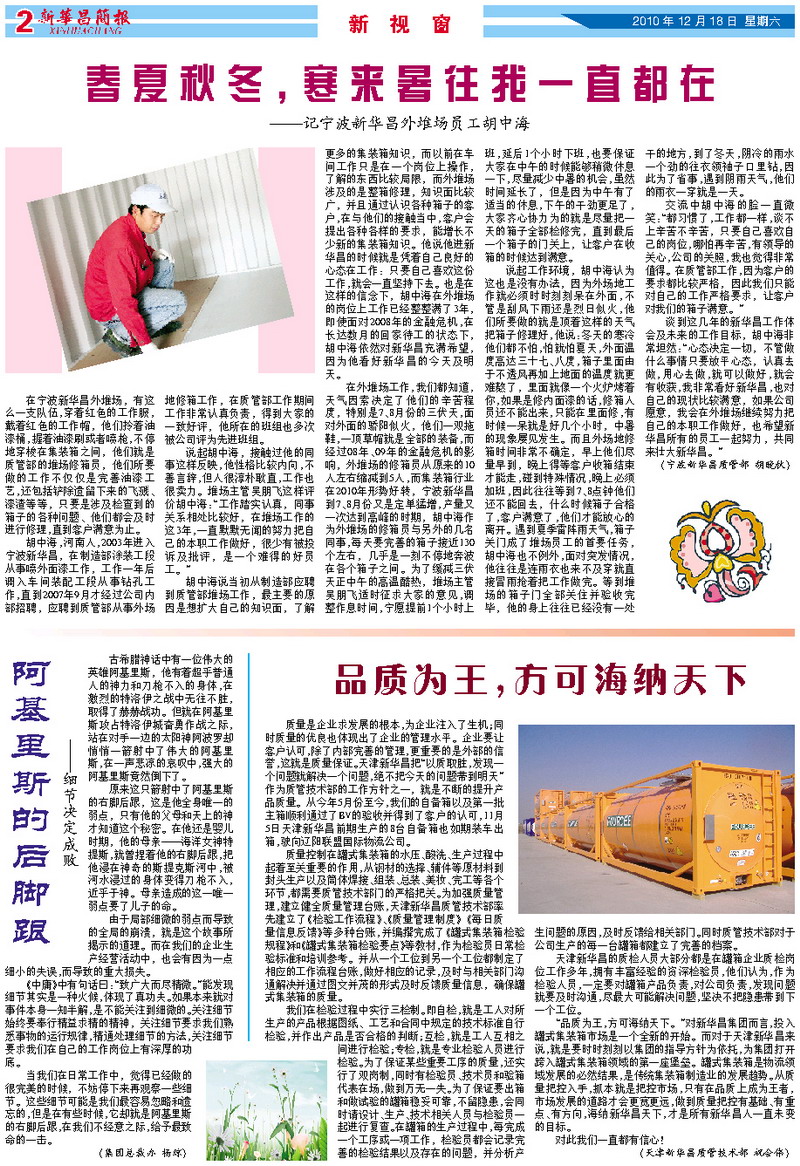 2 新華昌简报
XINHUACHANG
新视窗
2010年12月18日 星期六
春夏秋冬,寒来暑往我一直都在
——记宁波新华昌外堆场员工胡中海
在宁波新华昌外堆场,有这
么一支队伍,穿着红色的工作服,
戴着红色的工作帽,他们拎着油
漆桶,握着油漆刷或者喷枪,不停
地穿梭在集装箱之间,他们就是
质管部的堆场修箱员,他们所要
做的工作不仅仅是完善油漆工
艺,还包括铲除遗留下来的飞溅、
漆渣等等,只要是涉及检查到的
箱子的各种问题、他们都会及时
进行修理,直到客户满意为止。
胡中海,河南人,2003年进入
宁波新华昌,在制造部涂装工段
从事喷外面漆工作,工作一年后
调入车间装配工段从事钻孔工
作,直到2007年9月才经过公司内
部招聘,应聘到质管部从事外场
地修箱工作,在质管部工作期间
工作非常认真负责,得到大家的
一致好评,他所在的班组也多次
被公司评为先进班组。
说起胡中海,接触过他的同
事这样反映,他性格比较内向,不
善言辞,但人很淳朴耿直,工作也
很卖力。堆场主管吴朋飞这样评
价胡中海:“工作踏实认真,同事
关系相处比较好,在堆场工作的
这3年,一直默默无闻的努力把自
己的本职工作做好,很少有被投
诉及批评,是一个难得的好员
工。”
胡中海说当初从制造部应聘
到质管部堆场工作,最主要的原
因是想扩大自己的知识面,了解
更多的集装箱知识,而以前在车
间工作只是在一个岗位上操作,
了解的东西比较局限,而外堆场
涉及的是整箱修理,知识面比较
广,并且通过认识各种箱子的客
户,在与他们的接触当中,客户会
提出各种各样的要求,能增长不
少新的集装箱知识。他说他进新
华昌的时候就是凭着自己良好的
心态在工作:只要自己喜欢这份
工作,就会一直坚持下去。也是在
这样的信念下,胡中海在外堆场
的岗位上工作已经整整满了3年,
即使面对2008年的金融危机,在
长达数月的回家待工的状态下,
胡中海依然对新华昌充满希望,
因为他看好新华昌的今天及明
天。
在外堆场工作,我们都知道,
天气因素决定了他们的辛苦程
度,特别是7、8月份的三伏天,面
对外面的骄阳似火,他们一双拖
鞋,一顶草帽就是全部的装备,而
经过08年、09年的金融危机的影
响,外堆场的修箱员从原来的10
人左右缩减到5人,而集装箱行业
在2010年形势好转,宁波新华昌
到7、8月份又是定单猛增,产量又
一次达到高峰的时期,胡中海作
为外堆场的修箱员与另外的几名
同事,每天要完善的箱子接近130
个左右,几乎是一刻不停地奔波
在各个箱子之间。为了缓减三伏
天正中午的高温酷热,堆场主管
吴朋飞适时征求大家的意见,调
整作息时间,宁愿提前1个小时上
班,延后1个小时下班,也要保证
大家在中午的时候能够稍微休息
一下,尽量减少中暑的机会,虽然
时间延长了,但是因为中午有了
适当的休息,下午的干劲更足了,
大家齐心协力为的就是尽量把一
天的箱子全部检修完,直到最后
一个箱子的门关上,让客户在收
箱的时候达到满意。
说起工作环境,胡中海认为
这也是没有办法,因为外场地工
作就必须时时刻刻呆在外面,不
管是刮风下雨还是烈日似火,他
们所要做的就是顶着这样的天气
把箱子修理好,他说:冬天的寒冷
他们都不怕,怕就怕夏天,外面温
度高达三十七、八度,箱子里面由
于不透风再加上地面的温度就更
难熬了,里面就像一个火炉烤着
你,如果是修内面漆的话,修箱人
员还不能出来,只能在里面修,有
时候一呆就是好几个小时,中暑
的现象屡见发生。而且外场地修
箱时间非常不确定,早上他们尽
量早到,晚上得等客户收箱结束
才能走,碰到特殊情况,晚上必须
加班,因此往往等到7、8点钟他们
还不能回去,什么时候箱子合格
了,客户满意了,他们才能放心的
离开。遇到夏季雷阵雨天气,箱子
关门成了堆场员工的首要任务,
胡中海也不例外,面对突发情况,
他往往是连雨衣也来不及穿就直
接冒雨抢着把工作做完。等到堆
场的箱子门全部关住并验收完
毕,他的身上往往已经没有一处
干的地方,到了冬天,阴冷的雨水
一个劲的往衣领袖子口里钻,因
此为了省事,遇到阴雨天气,他们
的雨衣一穿就是一天。
交流中胡中海的脸一直微
笑:“都习惯了,工作都一样,谈不
上辛苦不辛苦,只要自己喜欢自
己的岗位,哪怕再辛苦,有领导的
关心,公司的关照,我也觉得非常
值得。在质管部工作,因为客户的
要求都比较严格,因此我们只能
对自己的工作严格要求,让客户
对我们的箱子满意。”
谈到这几年的新华昌工作体
会及未来的工作目标,胡中海非
常坦然:“心态决定一切,不管做
什么事情只要放平心态,认真去
做,用心去做,就可以做好,就会
有收获,我非常看好新华昌,也对
自己的现状比较满意,如果公司
愿意,我会在外堆场继续努力把
自己的本职工作做好,也希望新
华昌所有的员工一起努力,共同
来壮大新华昌。”
(宁波新华昌质管部 胡晓秋)
阿基里斯的后脚跟
——细节决定成败
古希腊神话中有一位伟大的
英雄阿基里斯,他有着超乎普通
人的神力和刀枪不入的身体,在
激烈的特洛伊之战中无往不胜,
取得了赫赫战功。但就在阿基里
斯攻占特洛伊城奋勇作战之际,
站在对手一边的太阳神阿波罗却
悄悄一箭射中了伟大的阿基里
斯,在一声悲凉的哀叹中,强大的
阿基里斯竟然倒下了。
原来这只箭射中了阿基里斯
的右脚后跟,这是他全身唯一的
弱点,只有他的父母和天上的神
才知道这个秘密。在他还是婴儿
时期,他的母亲——海洋女神特
提斯,就曾捏着他的右脚后跟,把
他浸在神奇的斯提克斯河中,被
河水浸过的身体变得刀枪不入,
近乎于神。母亲造成的这一唯一
弱点要了儿子的命。
由于局部细微的弱点而导致
的全局的崩溃,就是这个故事所
揭示的道理。而在我们的企业生
产经营活动中,也会有因为一点
细小的失误,而导致的重大损失。
《中庸》中有句话曰:“致广大而尽精微。”能发现
细节其实是一种火候,体现了真功夫。如果本来就对
事件本身一知半解,是不能关注到细微的。关注细节
始终要奉行精益求精的精神,关注细节要求我们熟
悉事物的运行规律,精通处理细节的方法,关注细节
要求我们在自己的工作岗位上有深厚的功
底。
当我们在日常工作中,觉得已经做的
很完美的时候,不妨停下来再观察一些细
节。这些细节可能是我们最容易忽略和遗
忘的,但是在有些时候,它却就是阿基里斯
的右脚后跟,在我们不经意之际,给予最致
命的一击。
(集团总裁办 杨琼)
品质为王,方可海纳天下
质量是企业求发展的根本,为企业注入了生机;同
时质量的优良也体现出了企业的管理水平。企业要让
客户认可,除了内部完善的管理,更重要的是外部的信
誉,这就是质量保证。天津新华昌把“以质取胜,发现一
个问题就解决一个问题,绝不把今天的问题带到明天”
作为质管技术部的工作方针之一,就是不断的提升产
品质量。从今年5月份至今,我们的自备箱以及第一批
主箱顺利通过了BV的验收并得到了客户的认可,11月
5日天津新华昌前期生产的8台自备箱也如期装车出
箱,驶向辽阳联盟国际物流公司。
质量控制在罐式集装箱的水压、酸洗、生产过程中
起着至关重要的作用,从钢材的选择、辅件等原材料到
封头生产以及筒体焊接、组装、总装、美妆、完工等各个
环节,都需要质管技术部门的严格把关。为加强质量管
理,建立健全质量管理台账,天津新华昌质管技术部率
先建立了《检验工作流程》、《质量管理制度》《每日质
量信息反馈》等多种台账,并编撰完成了《罐式集装箱检验
规程》和《罐式集装箱检验要点》等教材,作为检验员日常检
验标准和培训参考。并从一个工位到另一个工位都制定了
相应的工作流程台账,做好相应的记录,及时与相关部门沟
通解决并通过图文并茂的形式及时反馈质量信息,确保罐
式集装箱的质量。
我们在检验过程中实行三检制。即自检,就是工人对所
生产的产品根据图纸、工艺和合同中规定的技术标准自行
检验,并作出产品是否合格的判断;互检,就是工人互相之
间进行检验;专检,就是专业检验人员进行
检验。为了保证某些重要工序的质量,还实
行了双岗制,同时有检验员、技术员和验箱
代表在场,做到万无一失。为了保证要出箱
和做试验的罐箱稳妥可靠,不留隐患,会同
时请设计、生产、技术相关人员与检验员一
起进行复查。在罐箱的生产过程中,每完成
一个工序或一项工作,检验员都会记录完
善的检验结果以及存在的问题,并分析产
生问题的原因,及时反馈给相关部门。同时质管技术部对于
公司生产的每一台罐箱都建立了完善的档案。
天津新华昌的质检人员大部分都是在罐箱企业质检岗
位工作多年,拥有丰富经验的资深检验员,他们认为,作为
检验人员,一定要对罐箱产品负责,对公司负责,发现问题
就要及时沟通,尽最大可能解决问题,坚决不把隐患带到下
一个工位。
“品质为王,方可海纳天下。”对新华昌集团而言,投入
罐式集装箱市场是一个全新的开始。而对于天津新华昌来
说,就是要时时刻刻以集团的指导方针为依托,为集团打开
跨入罐式集装箱领域的第一座堡垒。罐式集装箱是物流领
域发展的必然结果,是传统集装箱制造业的发展趋势。从质
量把控入手,抓本就是把控市场,只有在品质上成为王者,
市场发展的道路才会更宽更远,做到质量把控有基础、有重
点、有方向,海纳新华昌天下,才是所有新华昌人一直未变
的目标。
对此我们一直都有信心!
(天津新华昌质管技术部 祝会伟)